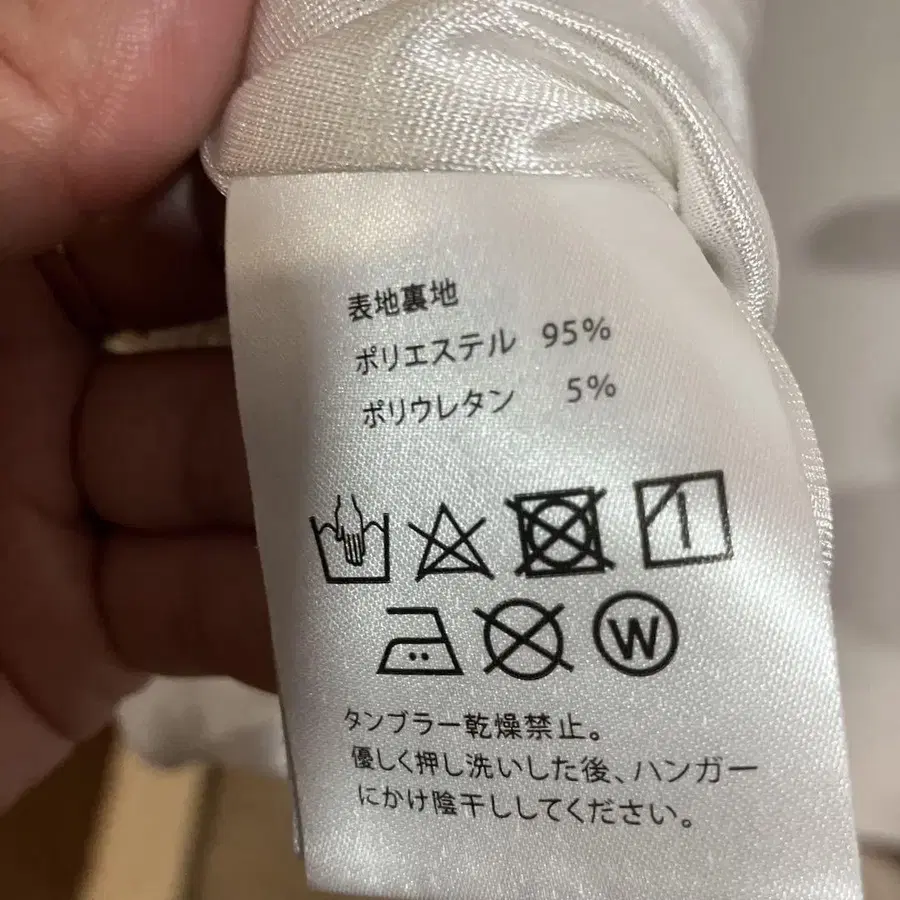 表地裏地
ポリエステル 95%
ポリウレタン 5%
W
タンブラー乾燥禁止。
優しく押し洗いした後、ハンガー
にかけ陰干ししてください。